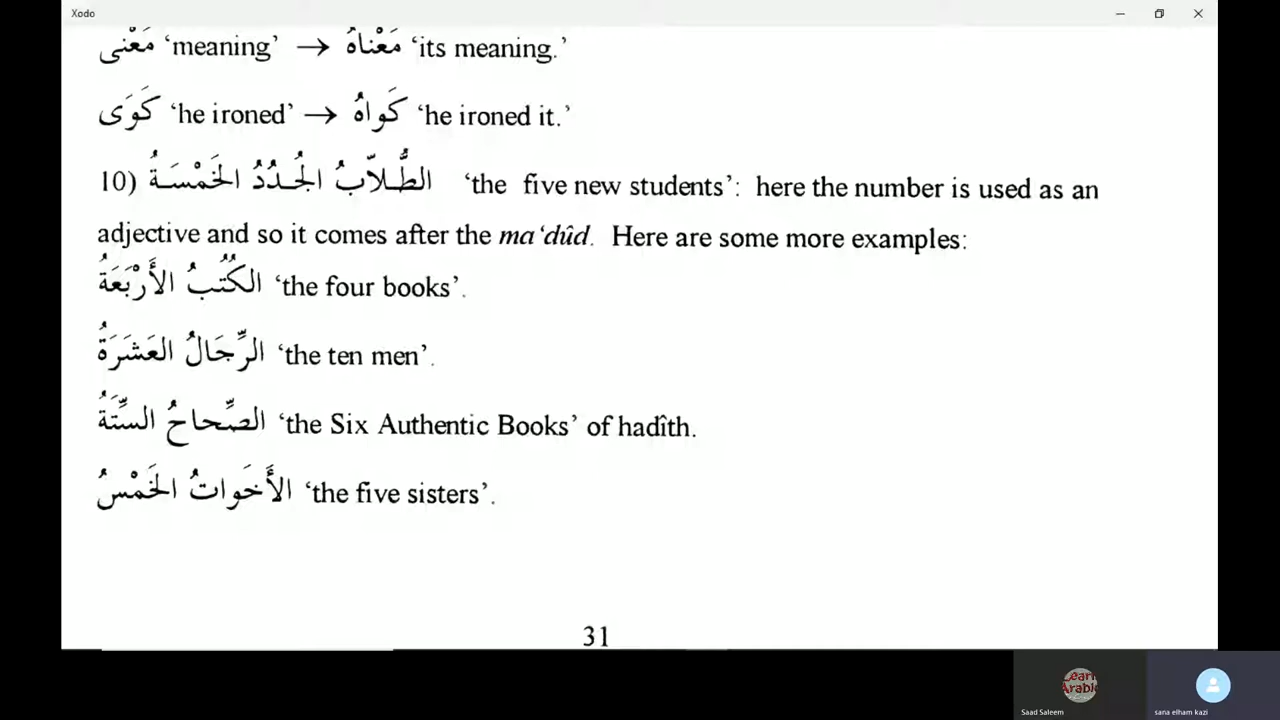 Xodo
مَعْنى ‘meaning’ → مَعْناهُ ‘its meaning.’
كَوَى ‘he ironed’ → كَواهُ ‘he ironed it.’
10) الطُّلاّبُ الجُدُدُ الخَمْسَةُ ‘the five new students’: here the number is used as an
adjective and so it comes after the ma‘dûd. Here are some more examples:
الكُتُبُ الأَرْبَعَةُ ‘the four books’.
الرِّجَالُ العَشَرَةُ ‘the ten men’.
الصِّحاحُ السِّتَّةُ ‘the Six Authentic Books’ of hadîth.
الأَخَواتُ الخَمْسُ ‘the five sisters’.
31
Learn
Arabic
Saad Saleem
sana elham kazi